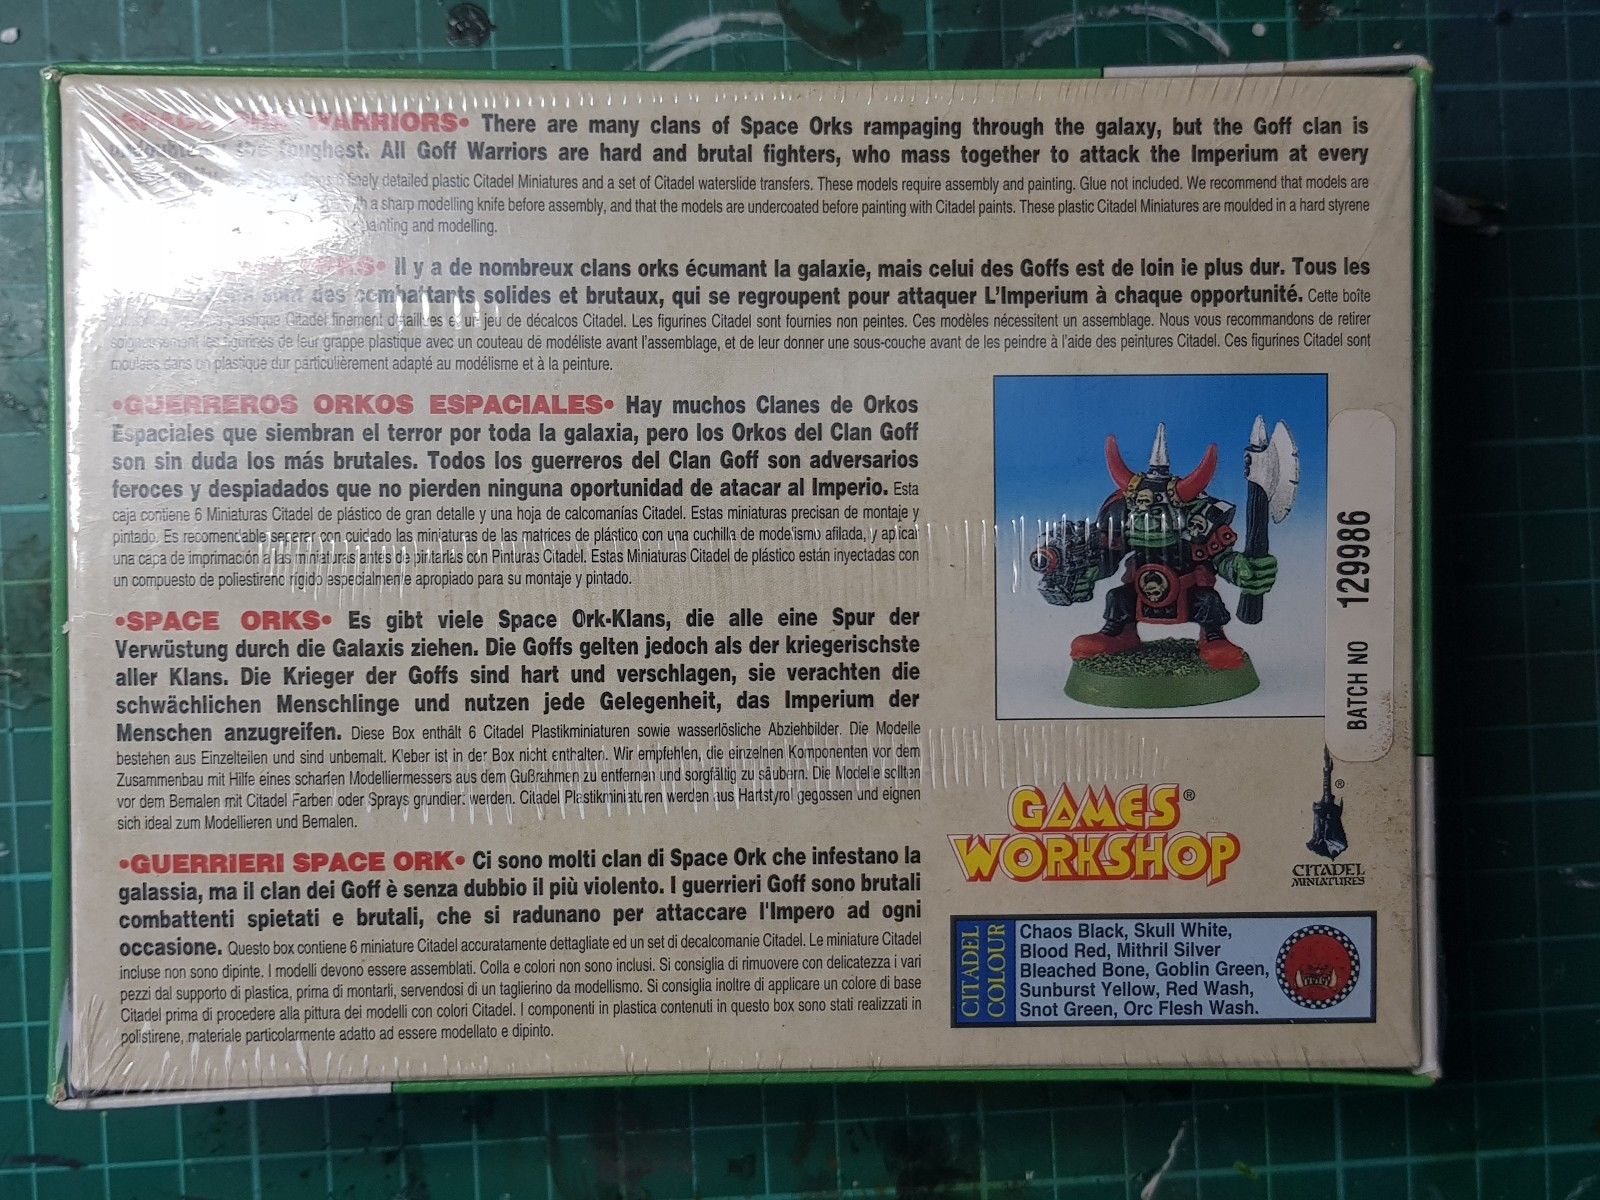 WARRIORS• There are many clans of Space Orks rampaging through the galaxy, but the Goff clan is
the toughest. All Goff Warriors are hard and brutal fighters, who mass together to attack the Imperium at every
finely detailed plastic Citadel Miniatures and a set of Citadel waterslide transfers. These models require assembly and painting. Glue not included. We recommend that models are
a sharp modelling knife before assembly, and that the models are undercoated before painting with Citadel paints. These plastic Citadel Miniatures are moulded in a hard styrene
painting and modelling.
ORKS• Il y a de nombreux clans orks écumant la galaxie, mais celui des Goffs est de loin le plus dur. Tous les
sont des combattants solides et brutaux, qui se regroupent pour attaquer L'Imperium à chaque opportunité. Cette boîte
plastique Citadel finement détaillées et un jeu de décalcos Citadel. Les figurines Citadel sont fournies non peintes. Ces modèles nécessitent un assemblage. Nous vous recommandons de retirer
soigneusement les figurines de leur grappe plastique avec un couteau de modéliste avant l'assemblage, et de leur donner une sous-couche avant de les peindre à l'aide des peintures Citadel. Ces figurines Citadel sont
moulées dans un plastique dur particulièrement adapté au modélisme et à la peinture.
•GUERREROS ORKOS ESPACIALES• Hay muchos Clanes de Orkos
Espaciales que siembran el terror por toda la galaxia, pero los Orkos del Clan Goff
son sin duda los más brutales. Todos los guerreros del Clan Goff son adversarios
feroces y despiadados que no pierden ninguna oportunidad de atacar al Imperio. Esta
caja contiene 6 Miniaturas Citadel de plástico de gran detalle y una hoja de calcomanías Citadel. Estas miniaturas precisan de montaje y
pintado. Es recomendable separar con cuidado las miniaturas de las matrices de plástico con una cuchilla de modelismo afilada, y aplicar
una capa de imprimación a las miniaturas antes de pintarlas con Pinturas Citadel. Estas Miniaturas Citadel de plástico están inyectadas con
un compuesto de poliestireno rígido especialmente apropiado para su montaje y pintado.
•SPACE ORKS• Es gibt viele Space Ork-Klans, die alle eine Spur der
Verwüstung durch die Galaxis ziehen. Die Goffs gelten jedoch als der kriegerischste
aller Klans. Die Krieger der Goffs sind hart und verschlagen, sie verachten die
schwächlichen Menschlinge und nutzen jede Gelegenheit, das Imperium der
Menschen anzugreifen. Diese Box enthält 6 Citadel Plastikminiaturen sowie wasserlösliche Abziehbilder. Die Modelle
bestehen aus Einzelteilen und sind unbemalt. Kleber ist in der Box nicht enthalten. Wir empfehlen, die einzelnen Komponenten vor dem
Zusammenbau mit Hilfe eines scharfen Modelliermessers aus dem Gußrahmen zu entfernen und sorgfältig zu säubern. Die Modelle sollten
vor dem Bemalen mit Citadel Farben oder Sprays grundiert werden. Citadel Plastikminiaturen werden aus Hartstyrol gegossen und eignen
sich ideal zum Modellieren und Bemalen.
•GUERRIERI SPACE ORK• Ci sono molti clan di Space Ork che infestano la
galassia, ma il clan dei Goff è senza dubbio il più violento. I guerrieri Goff sono brutali
combattenti spietati e brutali, che si radunano per attaccare l'Impero ad ogni
occasione. Questo box contiene 6 miniature Citadel accuratamente dettagliate ed un set di decalcomanie Citadel. Le miniature Citadel
incluse non sono dipinte. I modelli devono essere assemblati. Colla e colori non sono inclusi. Si consiglia di rimuovere con delicatezza i vari
pezzi dal supporto di plastica, prima di montarli, servendosi di un taglierino da modellismo. Si consiglia inoltre di applicare un colore di base
Citadel prima di procedere alla pittura dei modelli con colori Citadel. I componenti in plastica contenuti in questo box sono stati realizzati in
polistirene, materiale particolarmente adatto ad essere modellato e dipinto.
BATCH NO 129986
GAMES®
WORKSHOP
®
CITADEL
MINIATURES
CITADEL
COLOUR
Chaos Black, Skull White,
Blood Red, Mithril Silver
Bleached Bone, Goblin Green,
Sunburst Yellow, Red Wash,
Snot Green, Orc Flesh Wash.